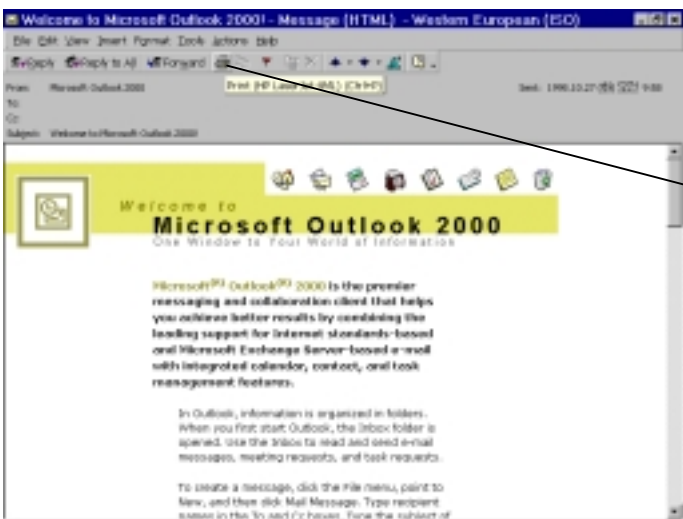 Welcome to Microsoft Outlook 2000! - Message (HTML) - Western European (ISO)
File Edit View Insert Format Tools Actions Help
Reply Reply to All Forward
Print (HP LaserJet 4ML) (Ctrl+P)
From: Microsoft Outlook 2000 Sent: 1998.10.27 9:58
To:
Cc:
Subject: Welcome to Microsoft Outlook 2000!
Welcome to
Microsoft Outlook 2000
One Window to Your World of Information
Microsoft(R) Outlook(R) 2000 is the premier
messaging and collaboration client that helps
you achieve better results by combining the
leading support for Internet standards-based
and Microsoft Exchange Server-based e-mail
with integrated calendar, contact, and task
management features.
In Outlook, information is organized in folders.
When you first start Outlook, the Inbox folder is
opened. Use the Inbox to read and send e-mail
messages, meeting requests, and task requests.
To create a message, click the File menu, point to
New, and then click Mail Message. Type recipient
names in the To and Cc boxes. Type the subject of